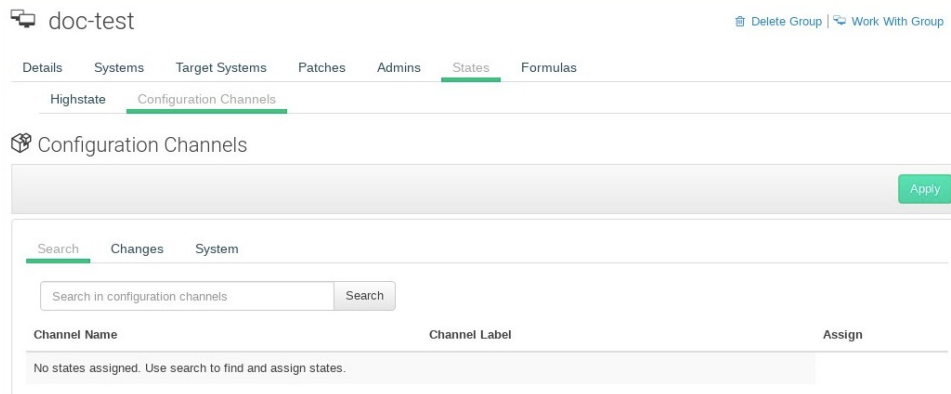 doc-test
Delete Group | Work With Group
Details Systems Target Systems Patches Admins States Formulas
Highstate Configuration Channels
Configuration Channels
Apply
Search Changes System
Search in configuration channels Search
Channel Name Channel Label Assign
No states assigned. Use search to find and assign states.